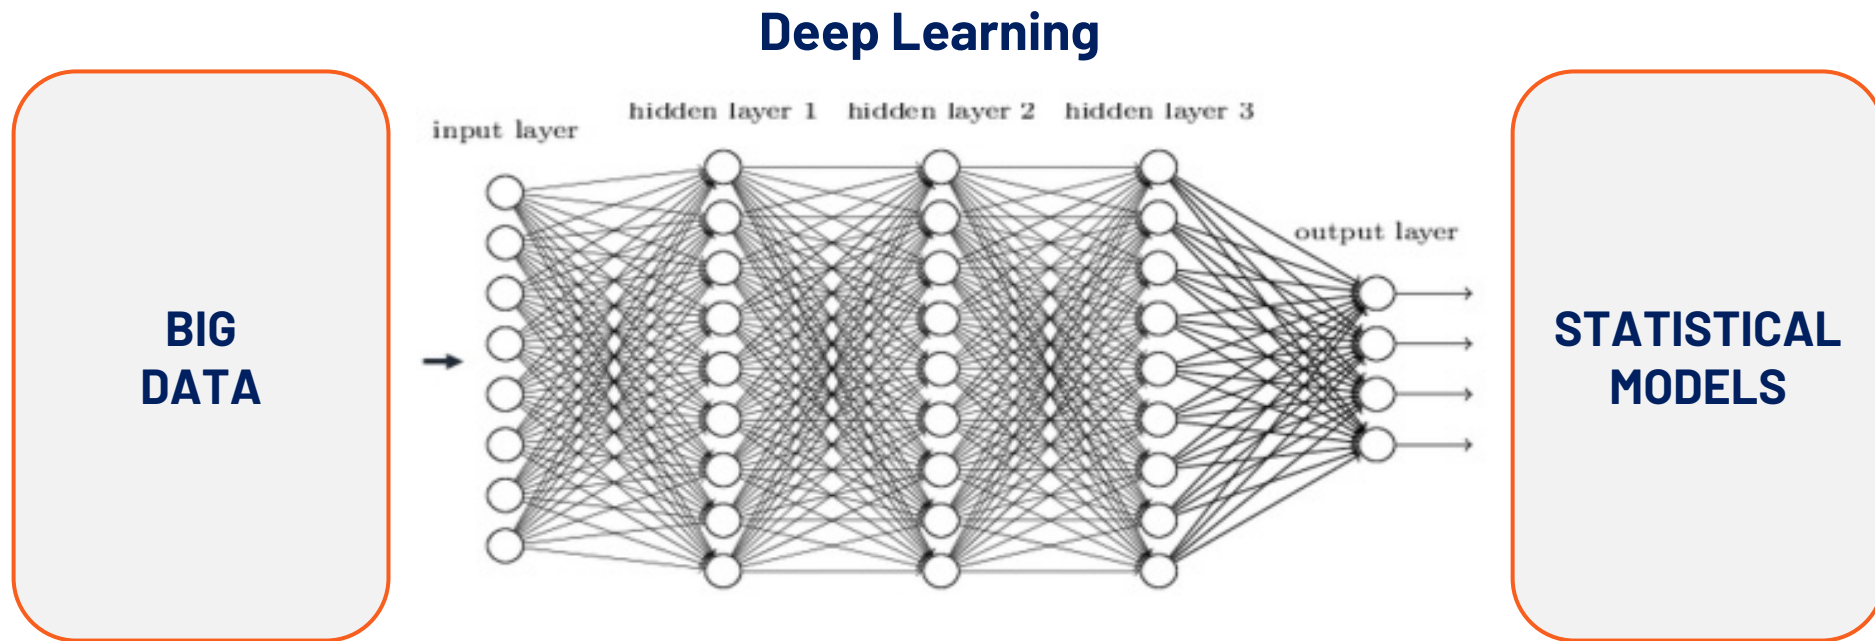 Deep Learning
BIG
DATA
input layer
hidden layer 1
hidden layer 2
hidden layer 3
output layer
STATISTICAL
MODELS